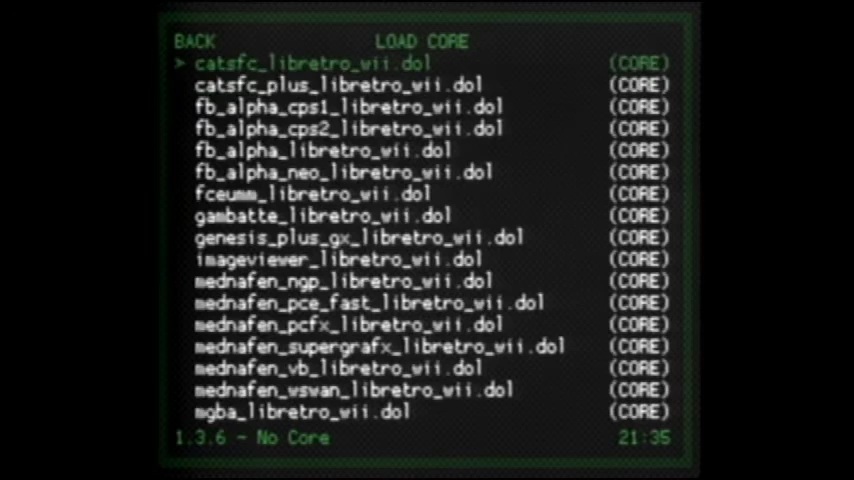 BACK LOAD CORE
> catsfc_libretro_wii.dol (CORE)
catsfc_plus_libretro_wii.dol (CORE)
fb_alpha_cps1_libretro_wii.dol (CORE)
fb_alpha_cps2_libretro_wii.dol (CORE)
fb_alpha_libretro_wii.dol (CORE)
fb_alpha_neo_libretro_wii.dol (CORE)
fceumm_libretro_wii.dol (CORE)
gambatte_libretro_wii.dol (CORE)
genesis_plus_gx_libretro_wii.dol (CORE)
imageviewer_libretro_wii.dol (CORE)
mednafen_ngp_libretro_wii.dol (CORE)
mednafen_pce_fast_libretro_wii.dol (CORE)
mednafen_pcfx_libretro_wii.dol (CORE)
mednafen_supergrafx_libretro_wii.dol (CORE)
mednafen_vb_libretro_wii.dol (CORE)
mednafen_wswan_libretro_wii.dol (CORE)
mgba_libretro_wii.dol (CORE)
1.3.6 - No Core 21:35